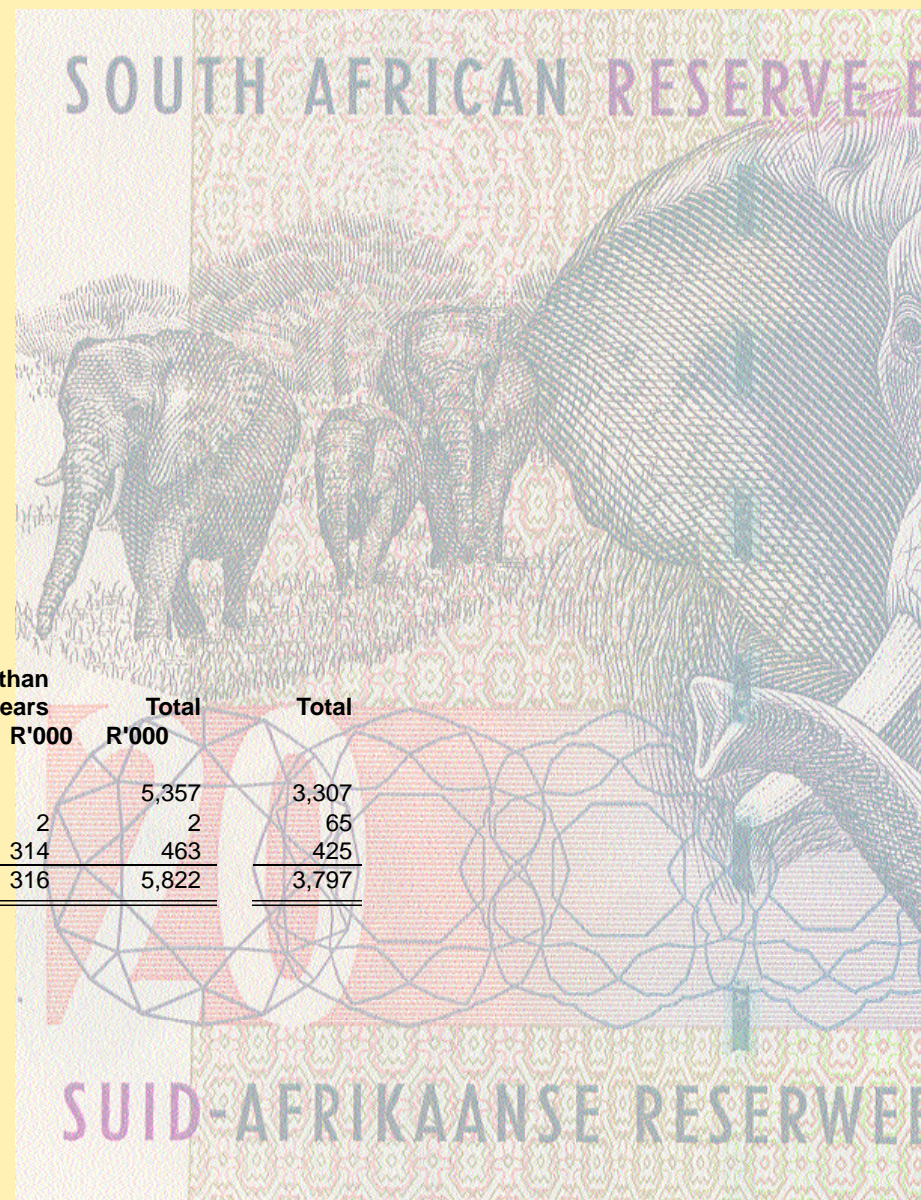 SOUTH AFRICAN RESERVE
than
ears Total Total
R'000 R'000
5,357 3,307
2 2 65
314 463 425
316 5,822 3,797
20
SUID-AFRIKAANSE RESERWE